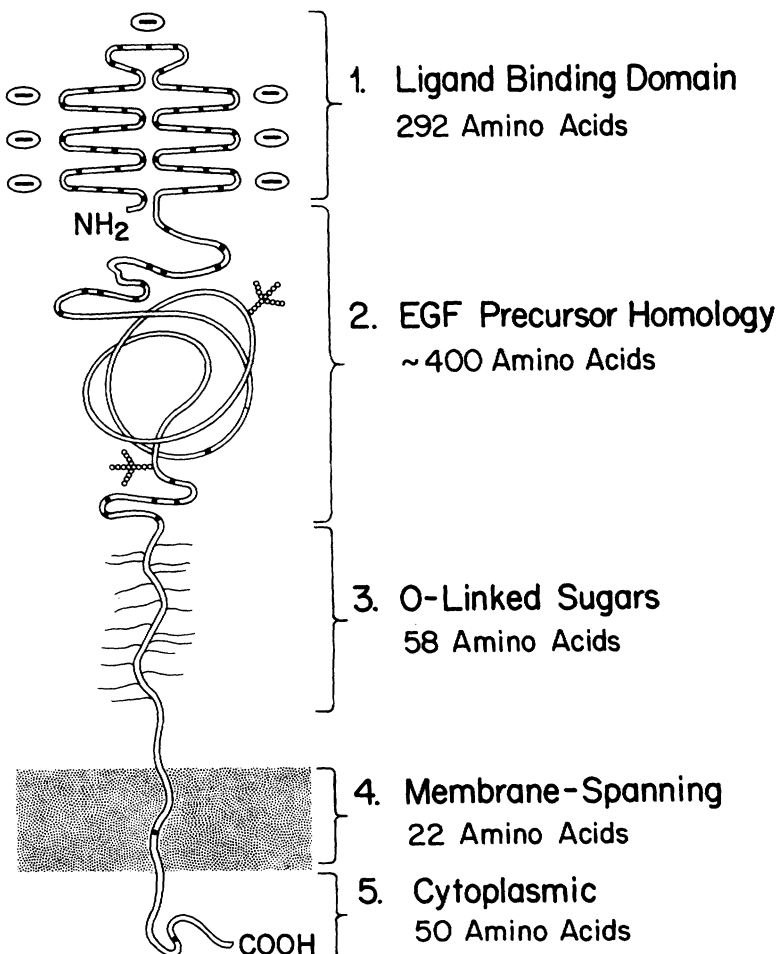 1. Ligand Binding Domain
292 Amino Acids
NH2
2. EGF Precursor Homology
~400 Amino Acids
3. O-Linked Sugars
58 Amino Acids
4. Membrane-Spanning
22 Amino Acids
5. Cytoplasmic
50 Amino Acids
COOH